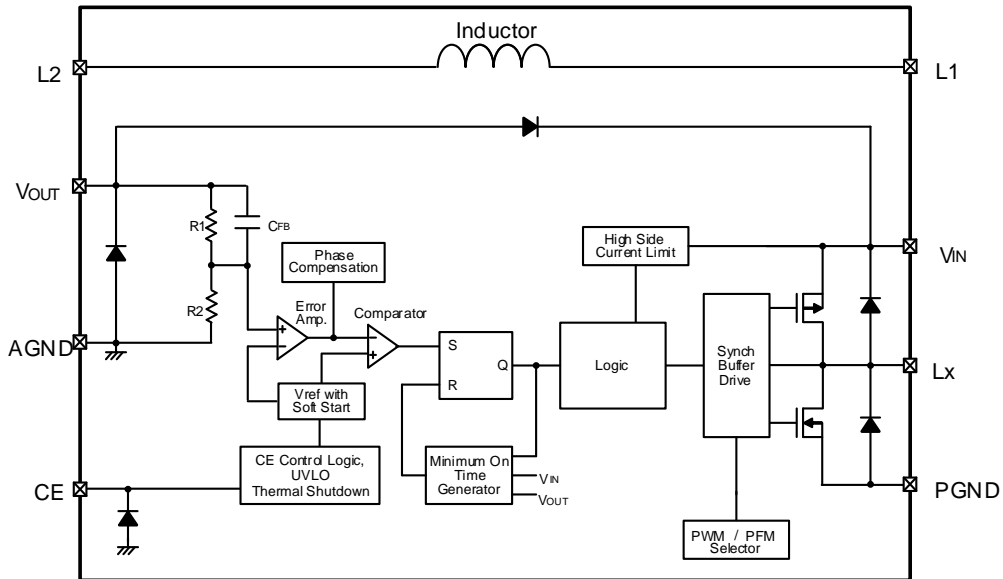 Inductor
L2
L1
VOUT
R1
CFB
High Side
Current Limit
VIN
Phase
Compensation
R2
Error
Amp.
Comparator
AGND
S
Q
R
Logic
Synch
Buffer
Drive
Lx
Vref with
Soft Start
CE Control Logic,
UVLO
Thermal Shutdown
Minimum On
Time
Generator
VIN
VOUT
CE
PGND
PWM / PFM
Selector